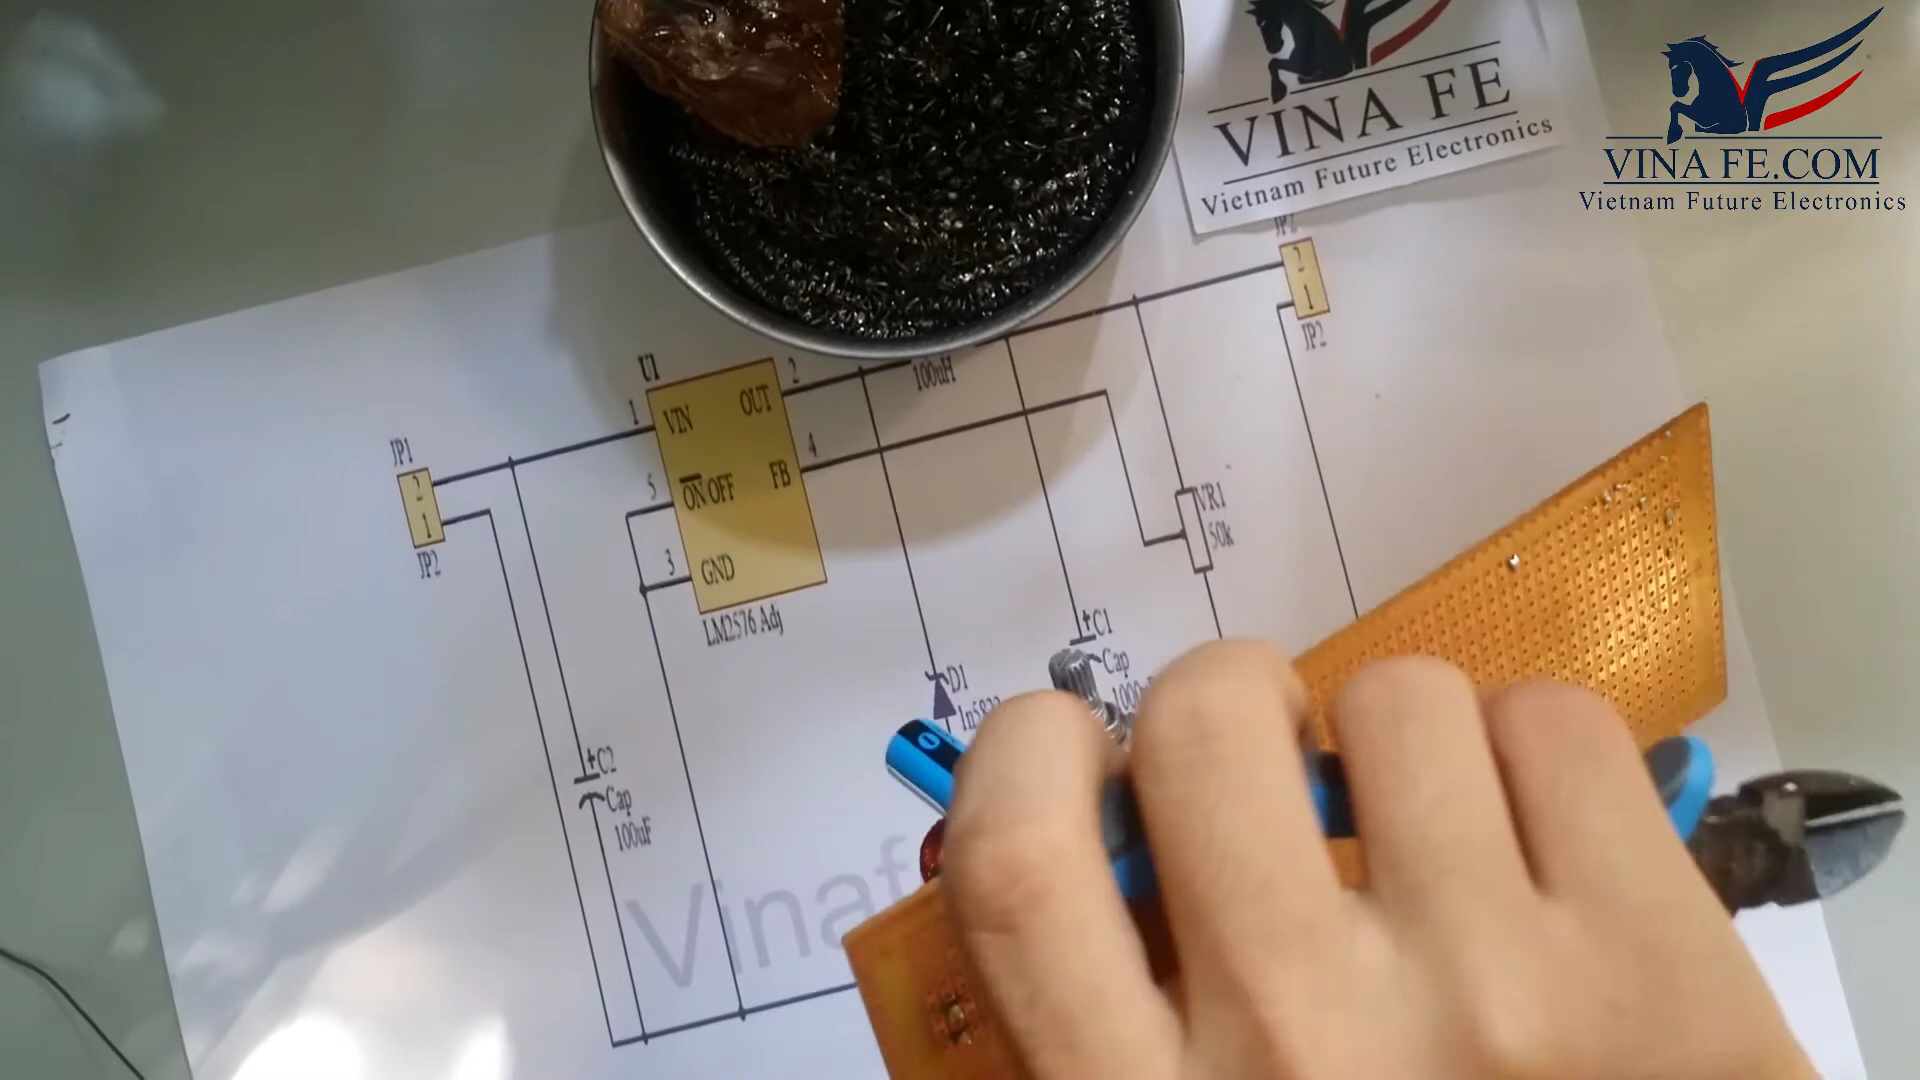 VINA FE
Vietnam Future Electronics
VINA FE.COM
Vietnam Future Electronics
2
1
JP2
U1
2
100uH
1
VIN
OUT
4
JP1
2
1
JP2
5
ON OFF
FB
VR1
50k
3
GND
LM2576 Adj
+
C1
Cap
D1
+
C2
Cap
100uF